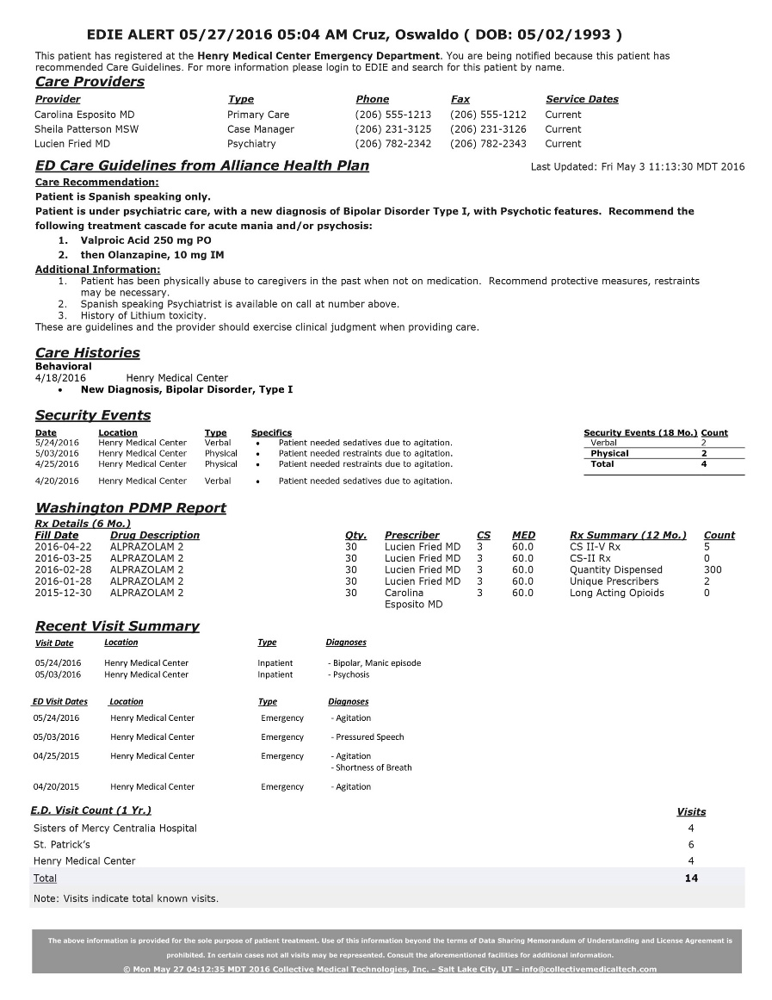 EDIE ALERT 05/27/2016 05:04 AM Cruz, Oswaldo ( DOB: 05/02/1993 )
This patient has registered at the Henry Medical Center Emergency Department. You are being notified because this patient has
recommended Care Guidelines. For more information please login to EDIE and search for this patient by name.
Care Providers
Provider Type Phone Fax Service Dates
Carolina Esposito MD Primary Care (206) 555-1213 (206) 555-1212 Current
Sheila Patterson MSW Case Manager (206) 231-3125 (206) 231-3126 Current
Lucien Fried MD Psychiatry (206) 782-2342 (206) 782-2343 Current
ED Care Guidelines from Alliance Health Plan Last Updated: Fri May 3 11:13:30 MDT 2016
Care Recommendation:
Patient is Spanish speaking only.
Patient is under psychiatric care, with a new diagnosis of Bipolar Disorder Type I, with Psychotic features. Recommend the
following treatment cascade for acute mania and/or psychosis:
1. Valproic Acid 250 mg PO
2. then Olanzapine, 10 mg IM
Additional Information:
1. Patient has been physically abuse to caregivers in the past when not on medication. Recommend protective measures, restraints
may be necessary.
2. Spanish speaking Psychiatrist is available on call at number above.
3. History of Lithium toxicity.
These are guidelines and the provider should exercise clinical judgment when providing care.
Care Histories
Behavioral
4/18/2016 Henry Medical Center
• New Diagnosis, Bipolar Disorder, Type I
Security Events
Date Location Type Specifics Security Events (18 Mo.) Count
5/24/2016 Henry Medical Center Verbal • Patient needed sedatives due to agitation. Verbal 2
5/03/2016 Henry Medical Center Physical • Patient needed restraints due to agitation. Physical 2
4/25/2016 Henry Medical Center Physical • Patient needed restraints due to agitation. Total 4
4/20/2016 Henry Medical Center Verbal • Patient needed sedatives due to agitation.
Washington PDMP Report
Rx Details (6 Mo.)
Fill Date Drug Description Qty. Prescriber CS MED Rx Summary (12 Mo.) Count
2016-04-22 ALPRAZOLAM 2 30 Lucien Fried MD 3 60.0 CS II-V Rx 5
2016-03-25 ALPRAZOLAM 2 30 Lucien Fried MD 3 60.0 CS-II Rx 0
2016-02-28 ALPRAZOLAM 2 30 Lucien Fried MD 3 60.0 Quantity Dispensed 300
2016-01-28 ALPRAZOLAM 2 30 Lucien Fried MD 3 60.0 Unique Prescribers 2
2015-12-30 ALPRAZOLAM 2 30 Carolina 3 60.0 Long Acting Opioids 0
Esposito MD
Recent Visit Summary
Visit Date Location Type Diagnoses
05/24/2016 Henry Medical Center Inpatient - Bipolar, Manic episode
05/03/2016 Henry Medical Center Inpatient - Psychosis
ED Visit Dates Location Type Diagnoses
05/24/2016 Henry Medical Center Emergency - Agitation
05/03/2016 Henry Medical Center Emergency - Pressured Speech
04/25/2015 Henry Medical Center Emergency - Agitation
- Shortness of Breath
04/20/2015 Henry Medical Center Emergency - Agitation
E.D. Visit Count (1 Yr.) Visits
Sisters of Mercy Centralia Hospital 4
St. Patrick's 6
Henry Medical Center 4
Total 14
Note: Visits indicate total known visits.
The above information is provided for the sole purpose of patient treatment. Use of this information beyond the terms of Data Sharing Memorandum of Understanding and License Agreement is
prohibited. In certain cases not all visits may be represented. Consult the aforementioned facilities for additional information.
© Mon May 27 04:12:35 MDT 2016 Collective Medical Technologies, Inc. - Salt Lake City, UT - info@collectivemedicaltech.com